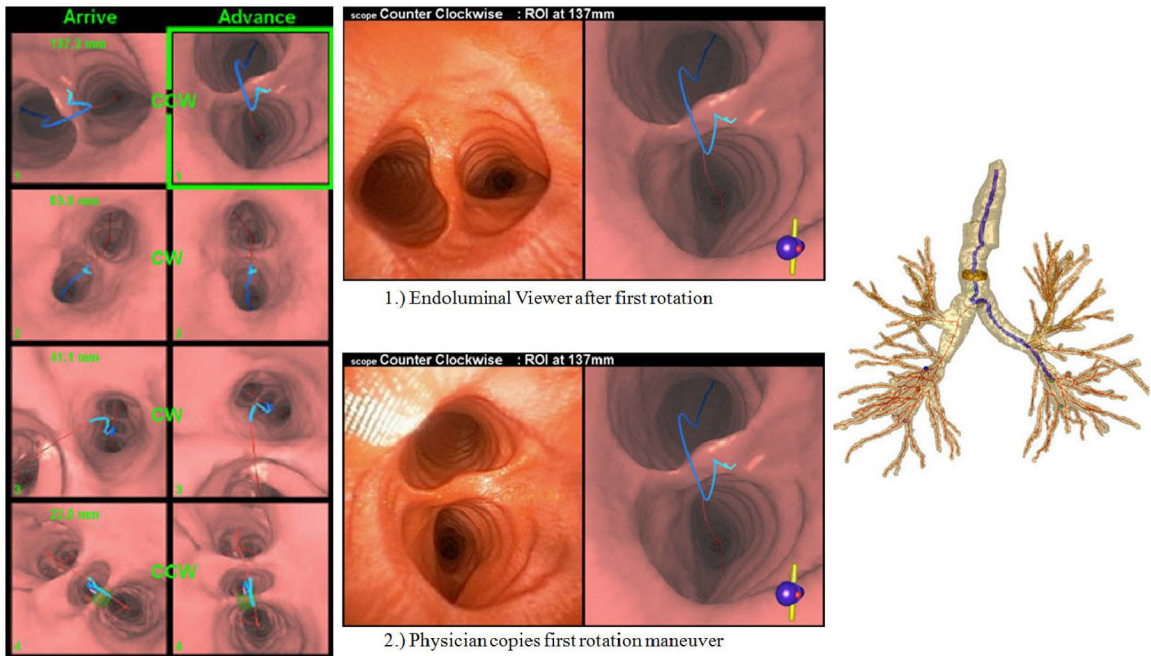 Arrive Advance
137.3 mm
CCW
1 1
63.8 mm
CW
2 2
41.1 mm
CW
3 3
CCW
4 4
scope Counter Clockwise : ROI at 137mm
1.) Endoluminal Viewer after first rotation
scope Counter Clockwise : ROI at 137mm
2.) Physician copies first rotation maneuver